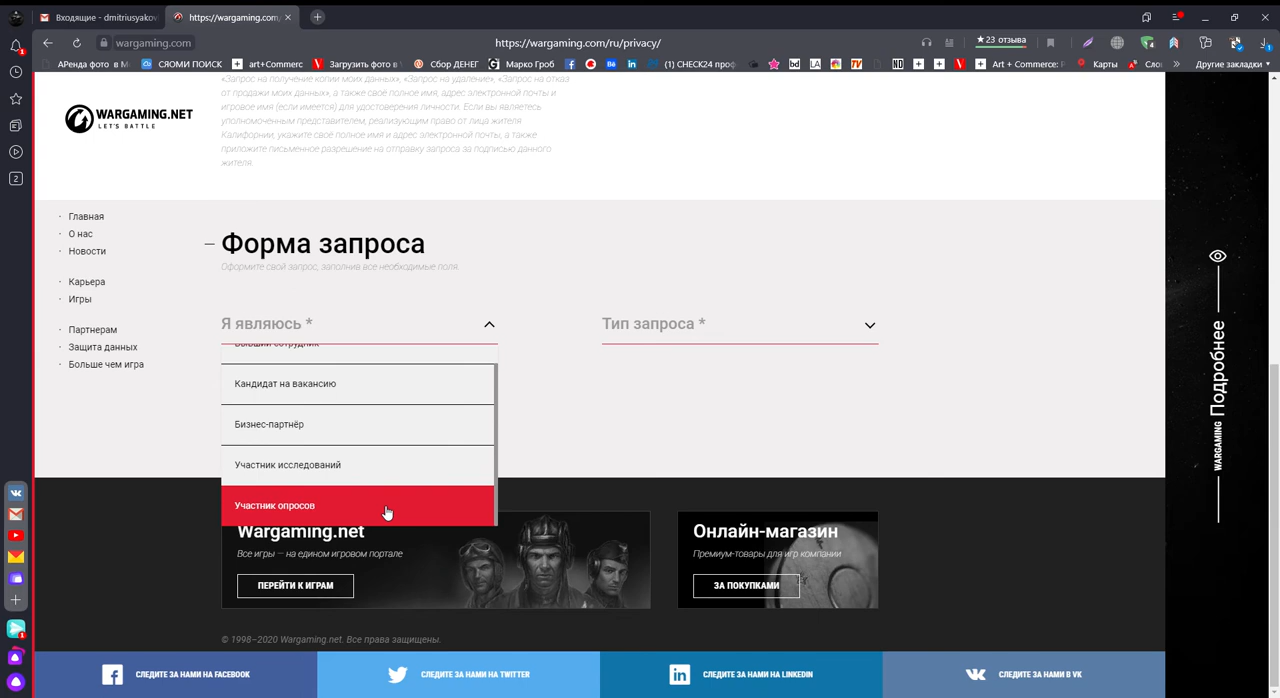 Входящие - dmitriusyakov
https://wargaming.com/
wargaming.com
https://wargaming.com/ru/privacy/
★23 отзыва
Аренда фото в М
СЯОМИ ПОИСК
art+Commerc
Загрузить фото в
Сбор ДЕНЕГ
Марко Гроб
(1) СНЕСК24 проф
Art + Commerce: P
Карты
Сло
Другие закладки
«Запрос на получение копии моих данных», «Запрос на удаление», «Запрос на отказ
от продажи моих данных», а также своё полное имя, адрес электронной почты и
игровое имя (если имеется) для удостоверения личности. Если вы являетесь
уполномоченным представителем, реализующим право от лица жителя
Калифорнии, укажите своё полное имя и адрес электронной почты, а также
приложите письменное разрешение на отправку запроса за подписью данного
жителя.
WARGAMING.NET
LET'S BATTLE
Главная
О нас
Новости
Карьера
Игры
Партнерам
Защита данных
Больше чем игра
Форма запроса
Оформите свой запрос, заполнив все необходимые поля.
Я являюсь *
Тип запроса *
Бывший сотрудник
Кандидат на вакансию
Бизнес-партнёр
Участник исследований
Участник опросов
Wargaming.net
Все игры — на едином игровом портале
ПЕРЕЙТИ К ИГРАМ
Онлайн-магазин
Премиум-товары для игр компании
ЗА ПОКУПКАМИ
WARGAMING Подробнее
© 1998–2020 Wargaming.net. Все права защищены.
СЛЕДИТЕ ЗА НАМИ НА FACEBOOK
СЛЕДИТЕ ЗА НАМИ НА TWITTER
СЛЕДИТЕ ЗА НАМИ НА LINKEDIN
СЛЕДИТЕ ЗА НАМИ В VK